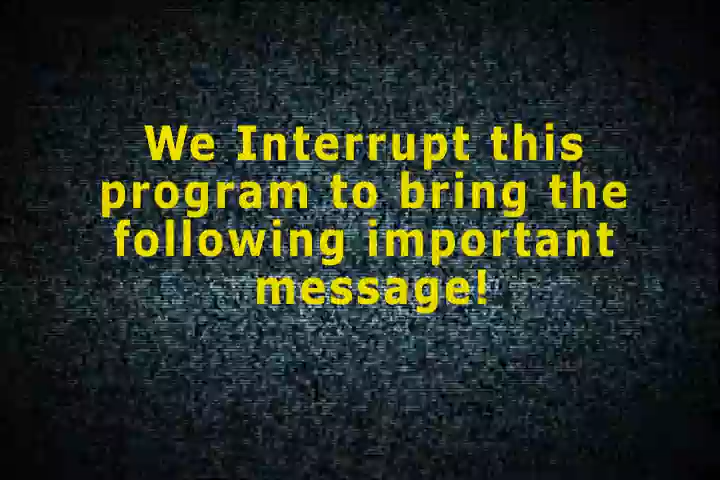 We Interrupt this
program to bring the
following important
message!